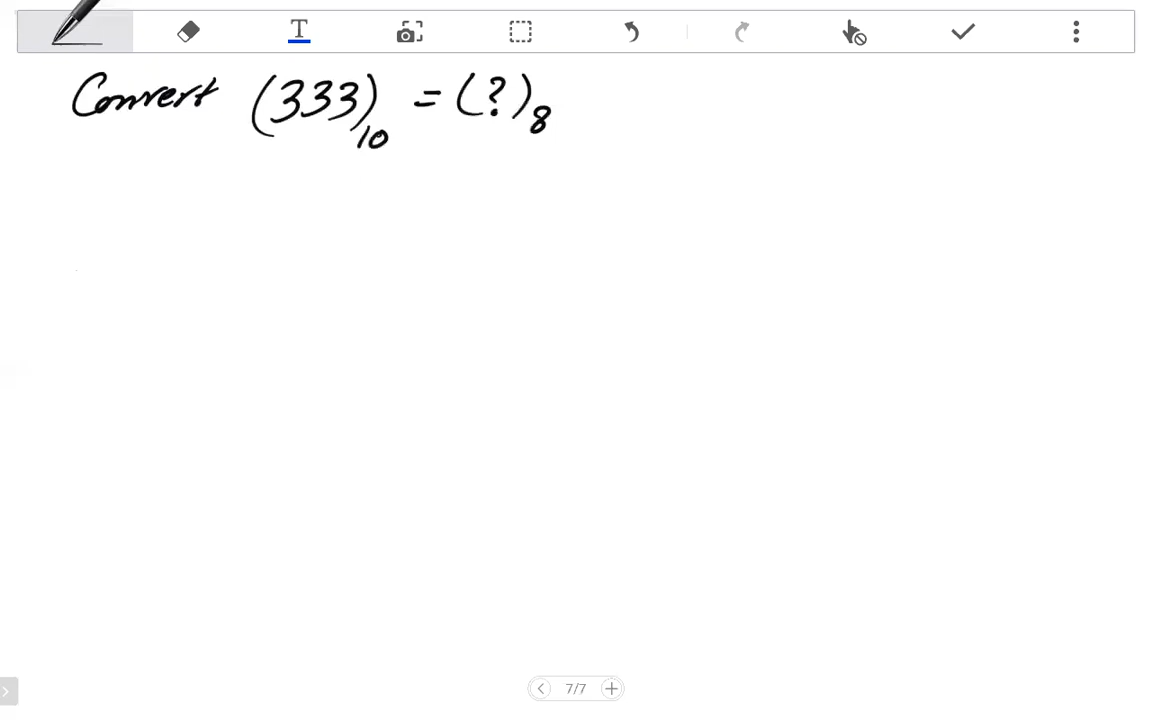 T
Convert (333)₁₀ = (?)₈
7/7